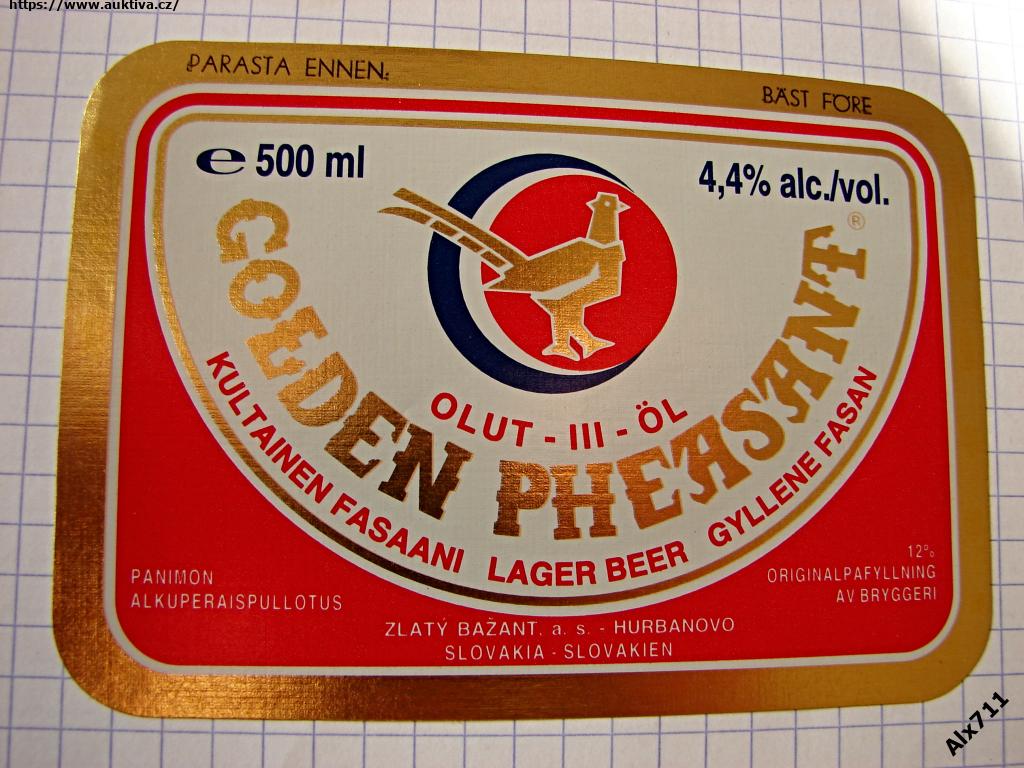 https://www.auktiva.cz/
PARASTA ENNEN:
BÄST FÖRE
e 500 ml
4,4% alc./vol.
GOLDEN PHEASANT ®
OLUT - III - ÖL
KULTAINEN FASAANI LAGER BEER GYLLENE FASAN
PANIMON
ALKUPERAISPULLOTUS
12%
ORIGINALPAFYLLNING
AV BRYGGERI
ZLATÝ BAŽANT, a. s. - HURBANOVO
SLOVAKIA - SLOVAKIEN
Alx711